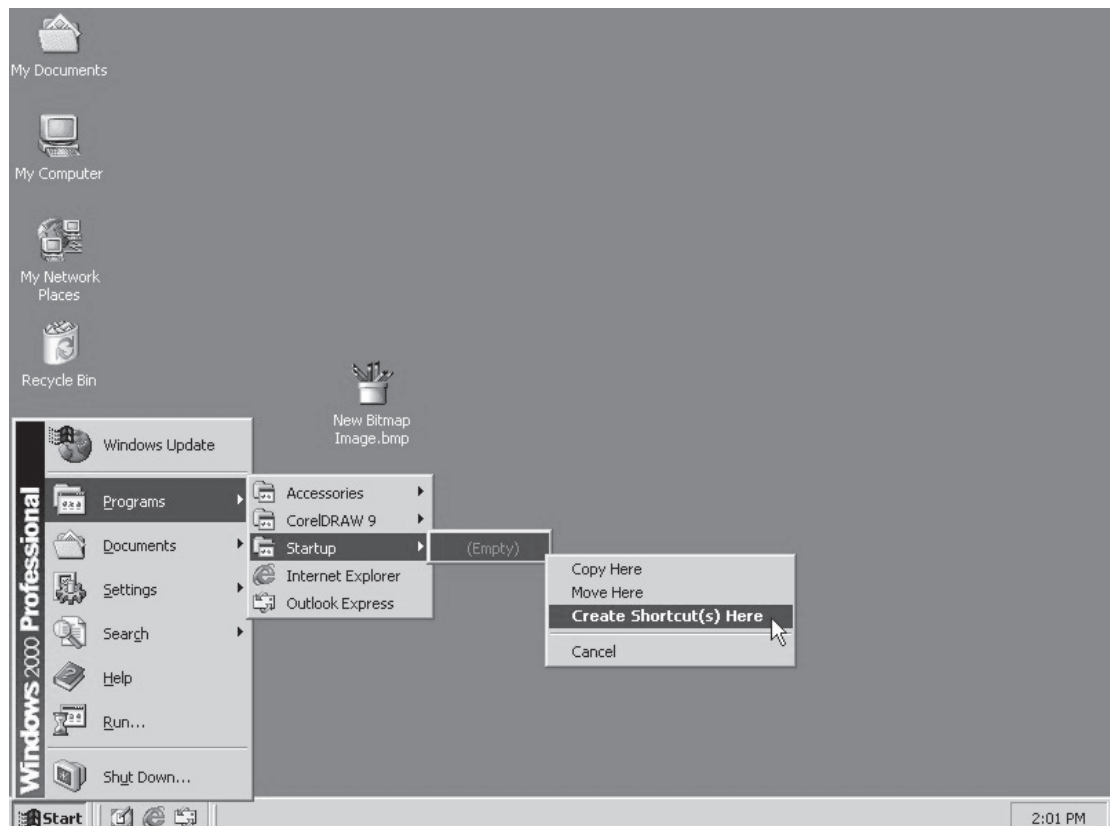 My Documents
My Computer
My Network
Places
Recycle Bin
New Bitmap
Image.bmp
Windows 2000 Professional
Windows Update
Programs
Documents
Settings
Search
Help
Run...
Shut Down...
Accessories
CorelDRAW 9
Startup
Internet Explorer
Outlook Express
(Empty)
Copy Here
Move Here
Create Shortcut(s) Here
Cancel
Start
2:01 PM